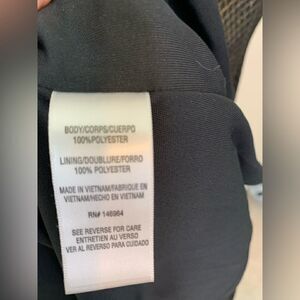 BODY/CORPS/CUERPO
100%POLYESTER
LINING/DOUBLURE/FORRO
100% POLYESTER
MADE IN VIETNAM/FABRIQUE EN
VIETNAM/HECHO EN VIETNAM
RN# 146964
SEE REVERSE FOR CARE
ENTRETIEN AU VERSO
VER AL REVERSO PARA CUIDADO